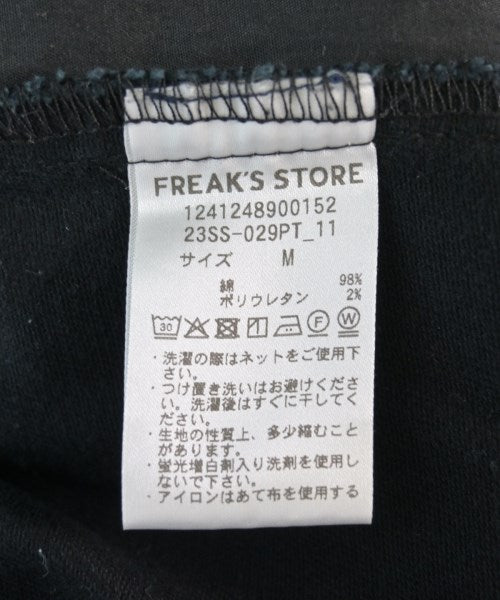 FREAK'S STORE
1241248900152
23SS-029PT_11
サイズ M
綿 98%
ポリウレタン 2%
30 F W
・洗濯の際はネットをご使用下
さい。
・つけ置き洗いはお避けくださ
い。洗濯後はすぐに干してく
ださい。
・生地の性質上、多少縮むこと
があります。
・蛍光増白剤入り洗剤を使用し
ないで下さい。
・アイロンはあて布を使用する